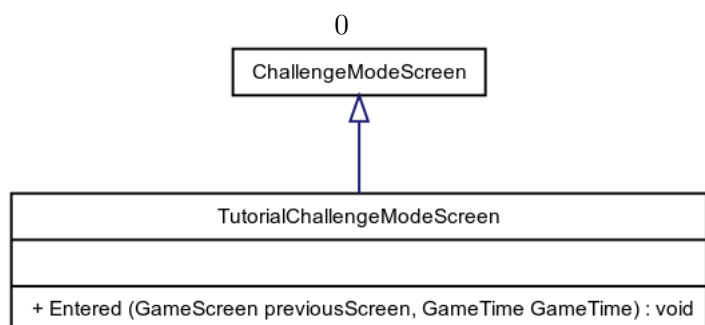 0
ChallengeModeScreen
TutorialChallengeModeScreen
+ Entered (GameScreen previousScreen, GameTime GameTime) : void